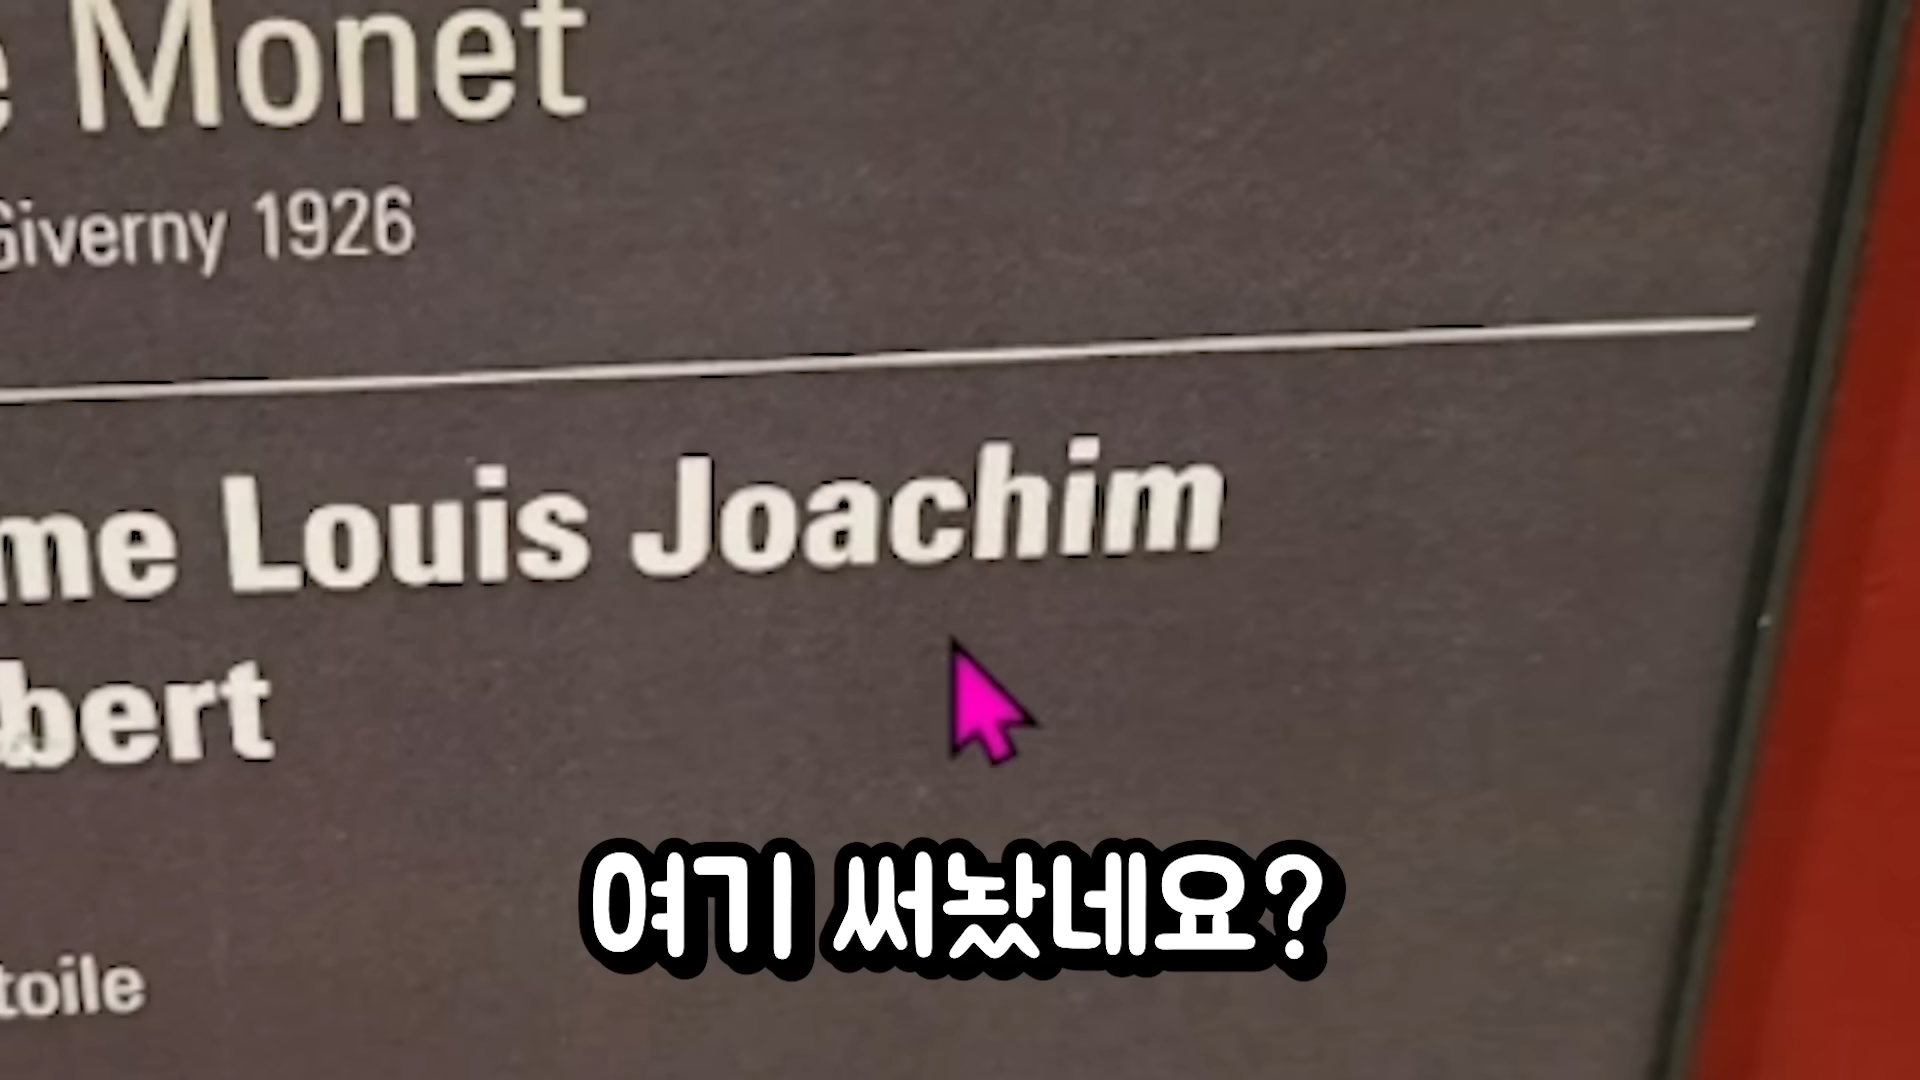 Monet
Giverny 1926
me Louis Joachim
bert
toile
여기 써놨네요?